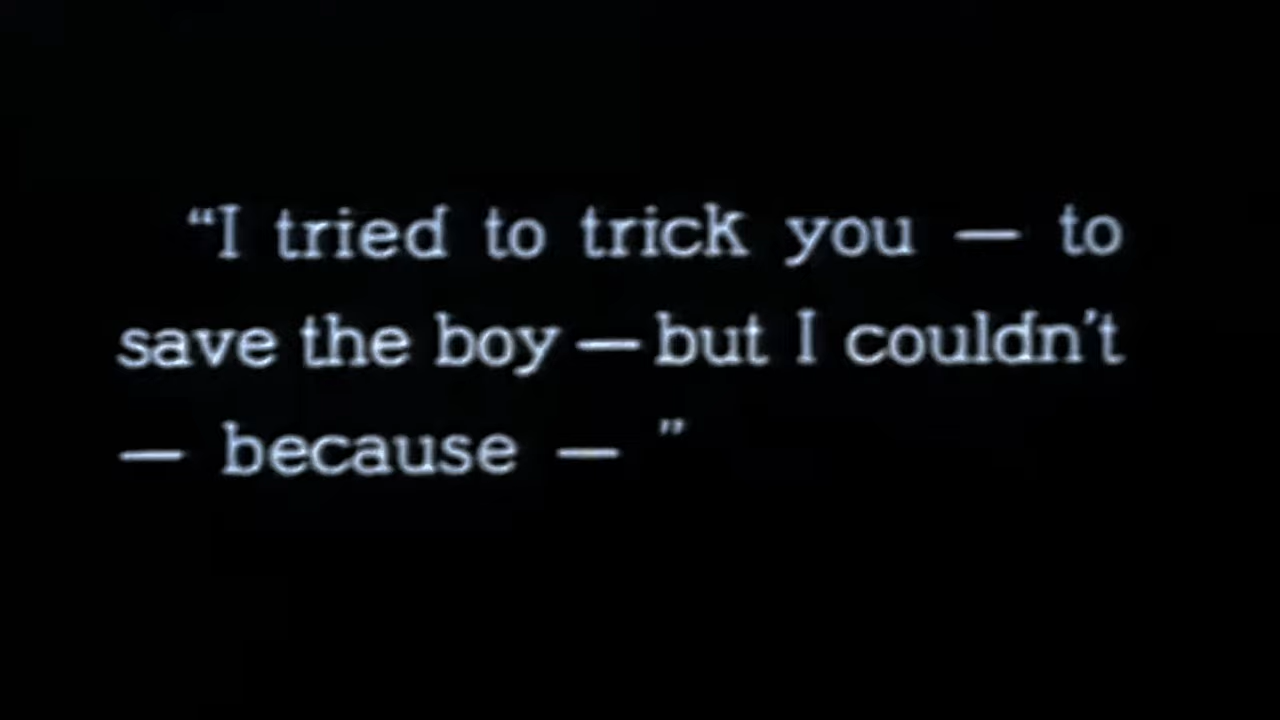 “I tried to trick you — to
save the boy — but I couldn't
— because — ”